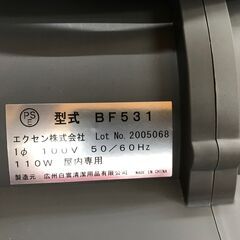 PS
E
型式 BF531
エクセン株式会社 Lot No. 2005068
1φ 100V 50/60Hz
110W 屋内専用
製造元: 広州白雲清潔用品有限公司 MADE IN CHINA